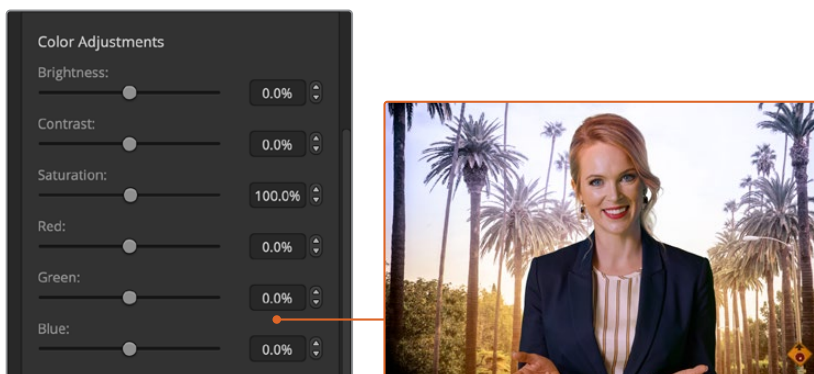 Color Adjustments
Brightness:
0.0%
Contrast:
0.0%
Saturation:
100.0%
Red:
0.0%
Green:
0.0%
Blue:
0.0%